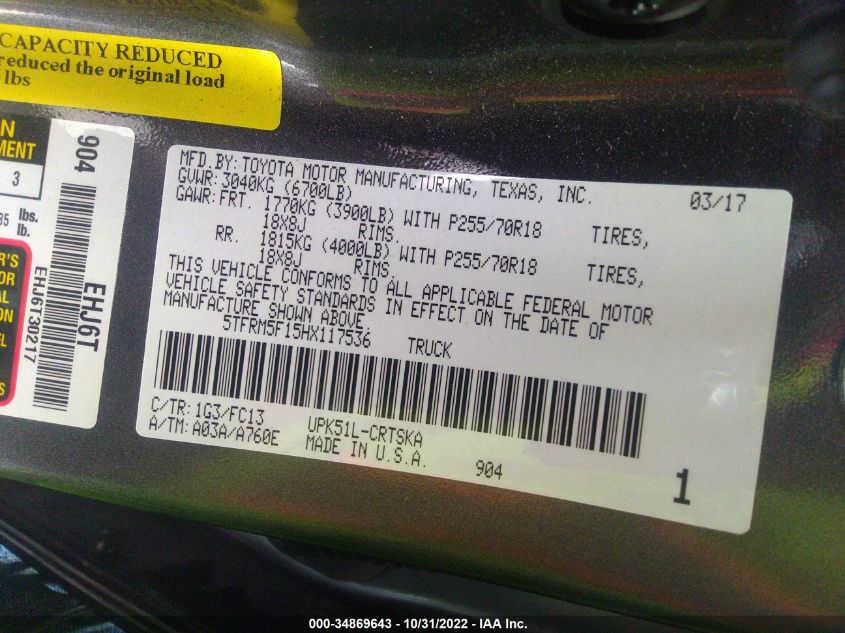 CAPACITY REDUCED
reduced the original load
lbs
MENT
904
3
lbs.
lb.
EHJ6T
EHJ6T30217
MFD.BY: TOYOTA MOTOR MANUFACTURING, TEXAS, INC. 03/17
GVWR: 3040KG (6700LB)
GAWR: FRT. 1770KG (3900LB) WITH P255/70R18 TIRES,
18X8J RIMS.
RR. 1815KG (4000LB) WITH P255/70R18 TIRES,
18X8J RIMS.
THIS VEHICLE CONFORMS TO ALL APPLICABLE FEDERAL MOTOR
VEHICLE SAFETY STANDARDS IN EFFECT ON THE DATE OF
MANUFACTURE SHOWN ABOVE.
5TFRM5F15HX117536 TRUCK
C/TR: 1G3/FC13 UPK51L-CRTSKA
A/TM: A03A/A760E MADE IN U.S.A. 904
1
000-34869643 - 10/31/2022 - IAA Inc.